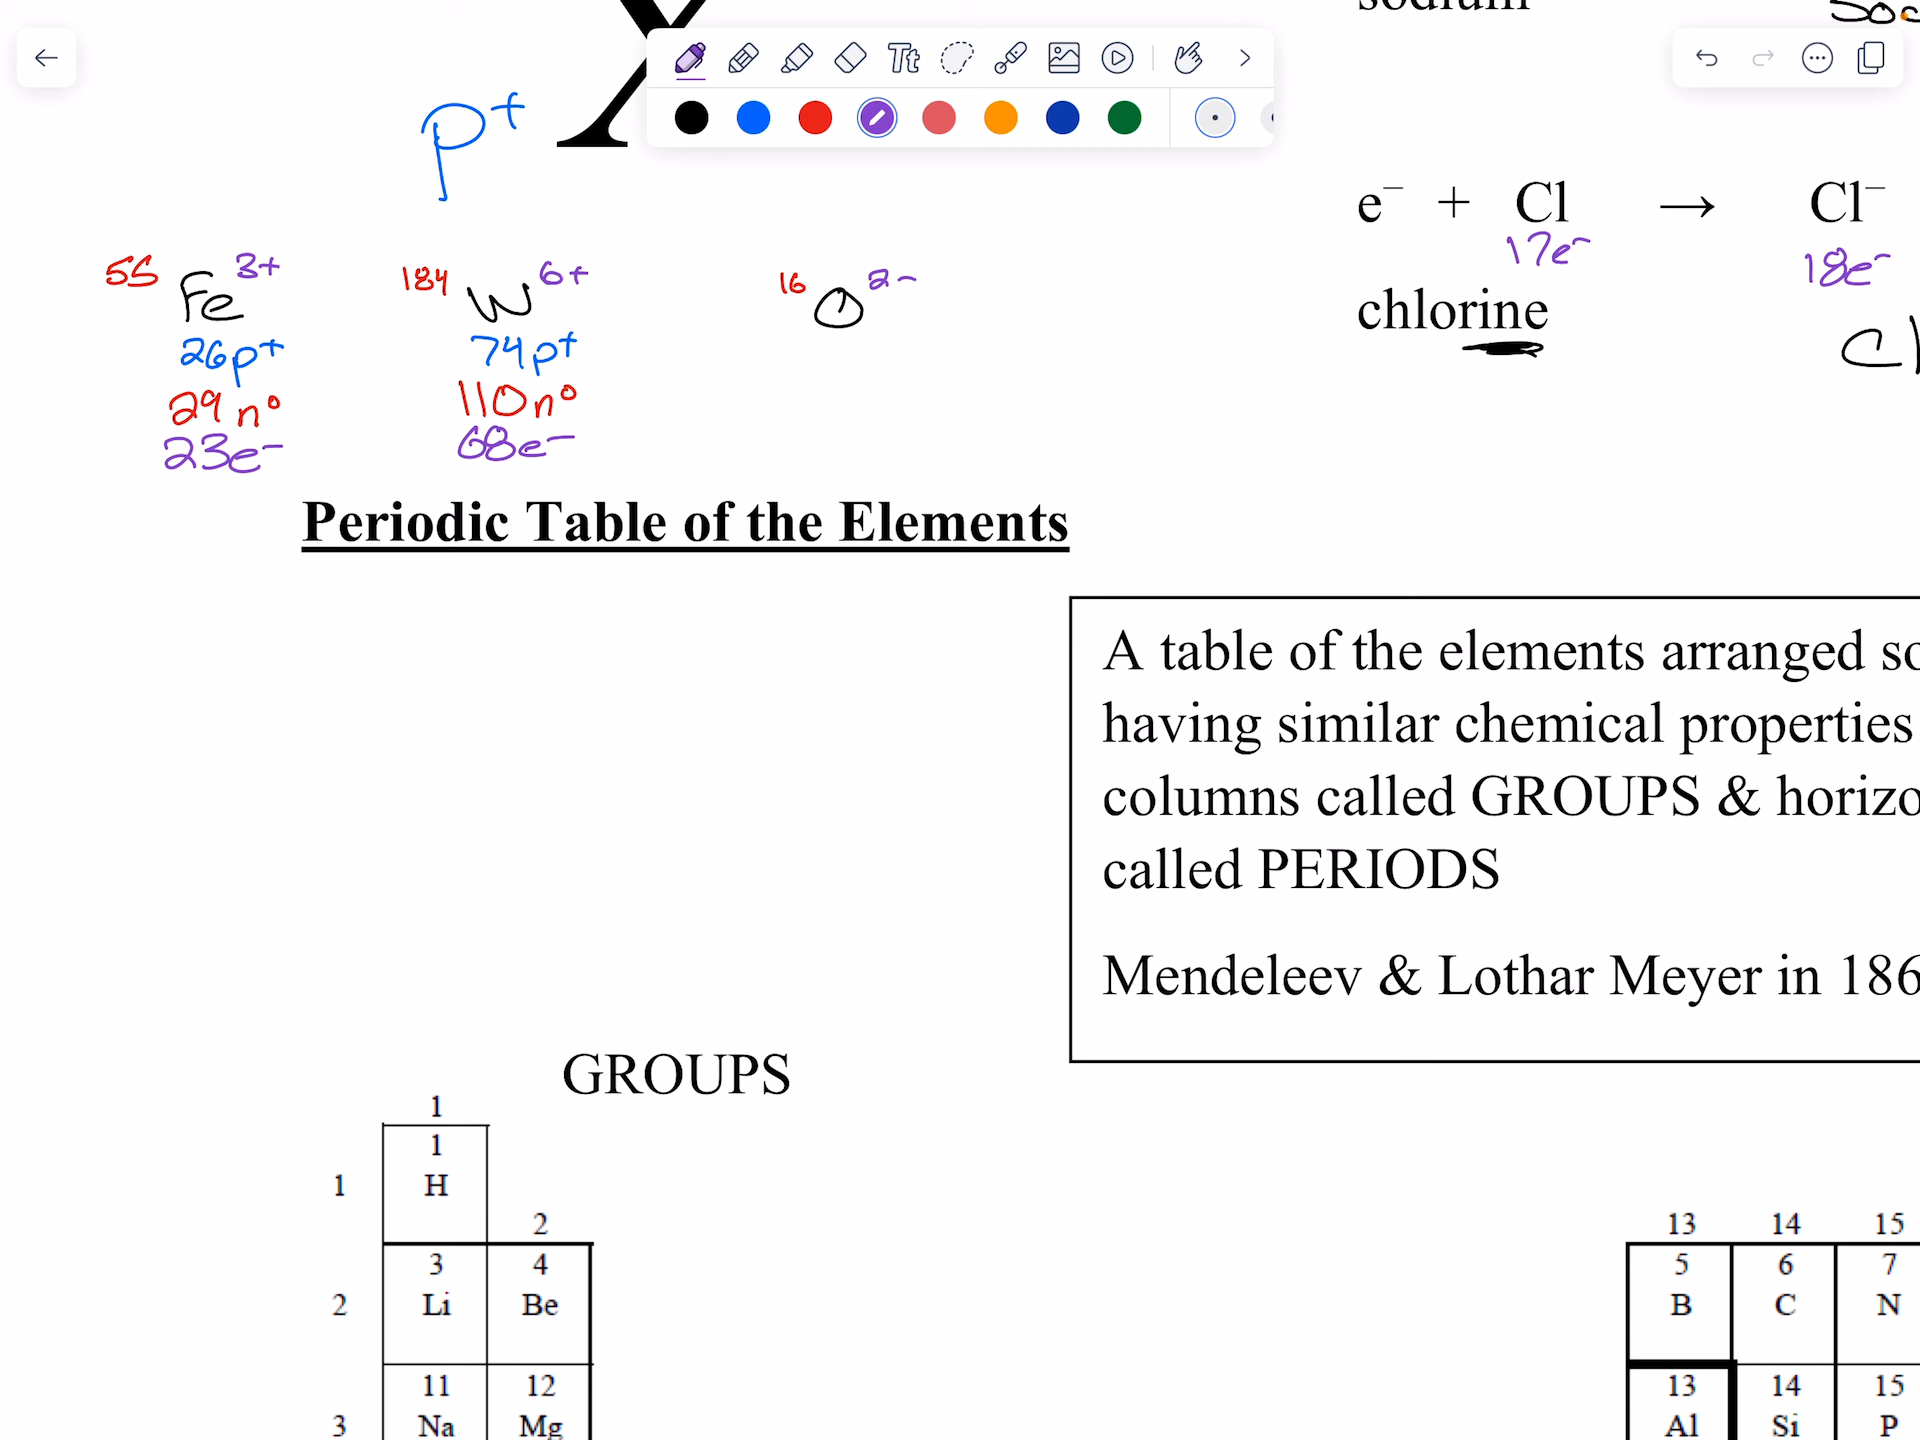 sodium
Tt
p+
e⁻ + Cl → Cl⁻
17e⁻ 18e⁻
chlorine
Cl
55 Fe 3+
26p+
29n°
23e⁻
184 W 6+
74p+
110n°
68e⁻
16 O 2-
Periodic Table of the Elements
A table of the elements arranged so
having similar chemical properties
columns called GROUPS & horizo
called PERIODS
Mendeleev & Lothar Meyer in 186
GROUPS
1
1
1 H
2 13 14 15
3 4 5 6 7
2 Li Be B C N
11 12 13 14 15
3 Na Mg Al Si P